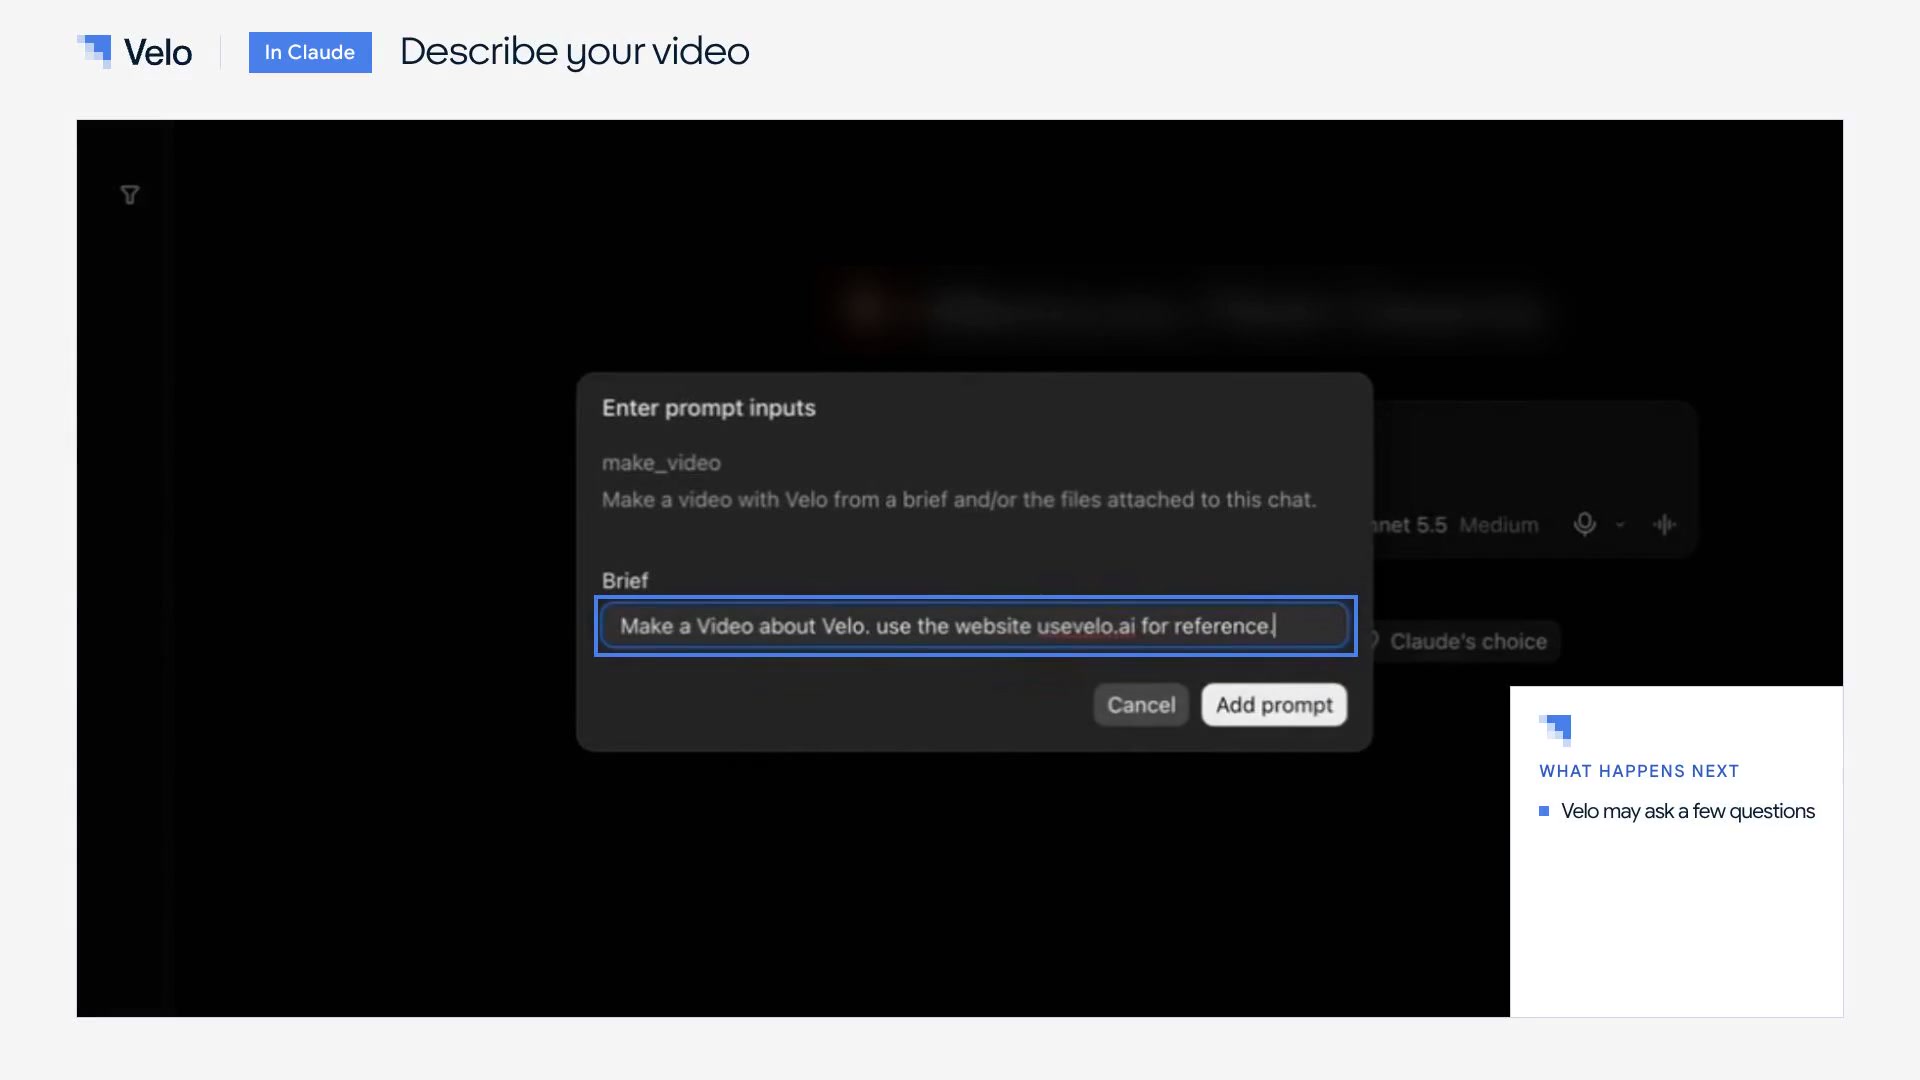 Velo
In Claude
Describe your video
Enter prompt inputs
make_video
Make a video with Velo from a brief and/or the files attached to this chat.
5.5 Medium
Brief
Make a Video about Velo. use the website usevelo.ai for reference.
Claude's choice
Cancel
Add prompt
WHAT HAPPENS NEXT
Velo may ask a few questions